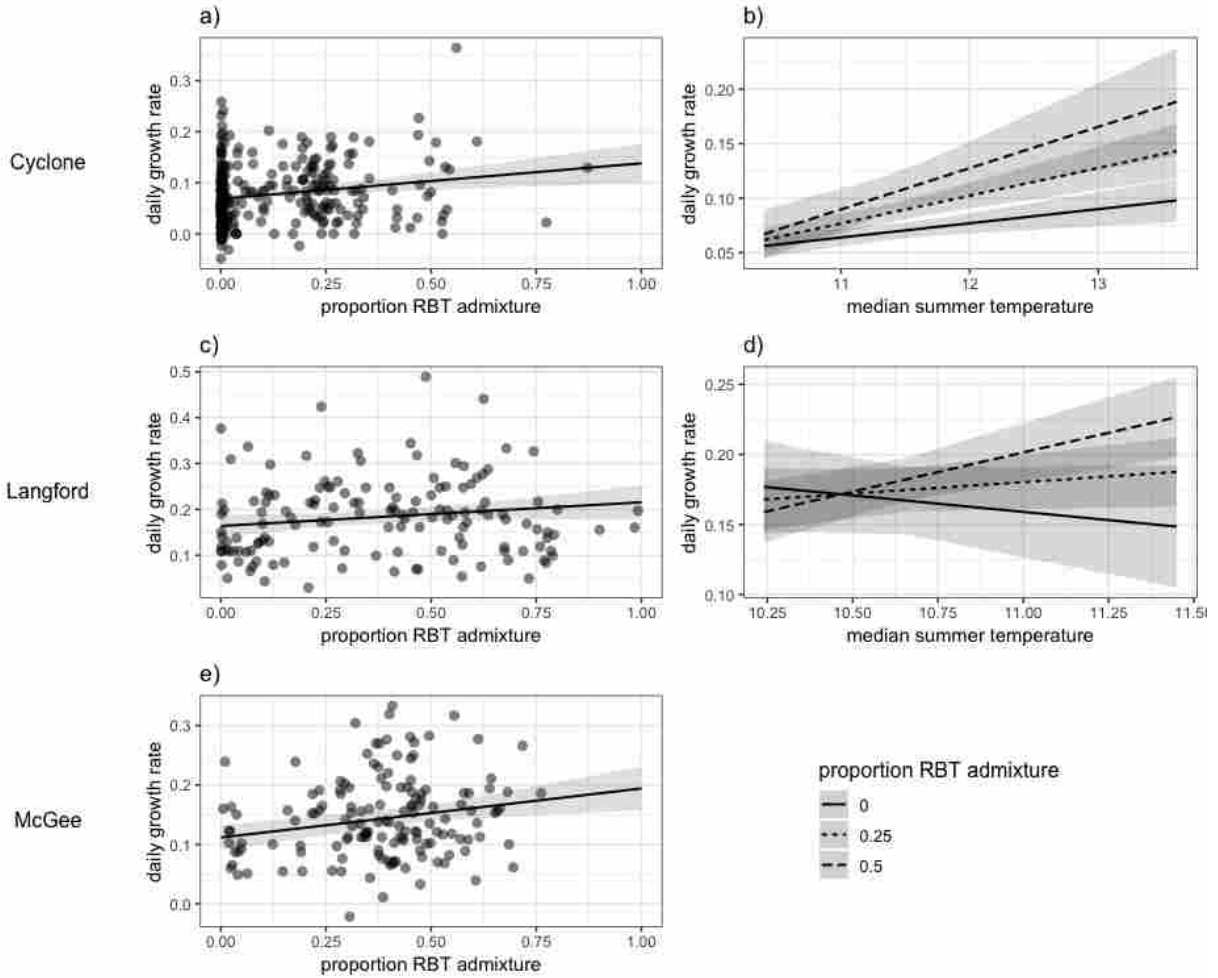 a)
b)
Cyclone
daily growth rate
0.3
0.2
0.1
0.0
0.00
0.25
0.50
0.75
1.00
proportion RBT admixture
daily growth rate
0.20
0.15
0.10
0.05
11
12
13
median summer temperature
c)
d)
Langford
daily growth rate
0.5
0.4
0.3
0.2
0.1
0.00
0.25
0.50
0.75
1.00
proportion RBT admixture
daily growth rate
0.25
0.20
0.15
0.10
10.25
10.50
10.75
11.00
11.25
11.50
median summer temperature
e)
McGee
daily growth rate
0.3
0.2
0.1
0.0
0.00
0.25
0.50
0.75
1.00
proportion RBT admixture
proportion RBT admixture
0
0.25
0.5